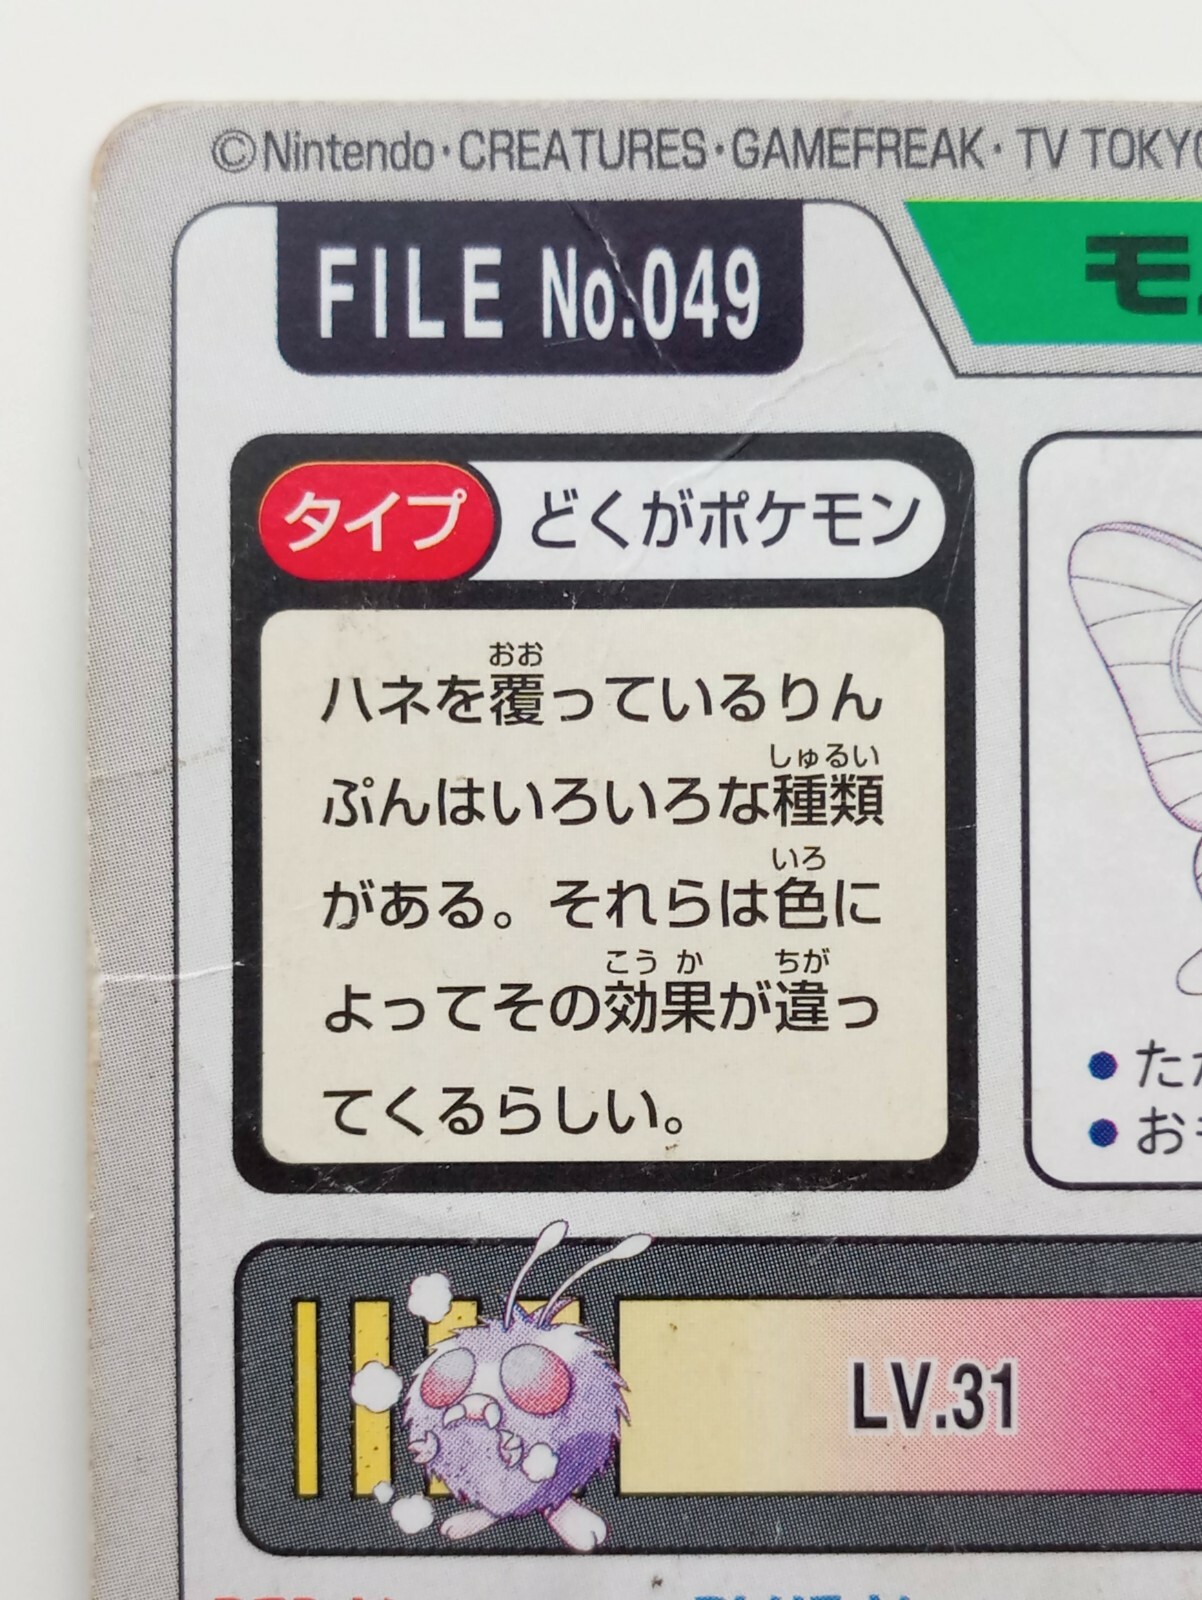 ©Nintendo・CREATURES・GAMEFREAK・TV TOKYO
FILE No.049
モ
タイプ
どくがポケモン
おお
ハネを覆っているりん
しゅるい
ぷんはいろいろな種類
いろ
がある。それらは色に
こうか ちが
よってその効果が違っ
てくるらしい。
● た
● お
LV.31